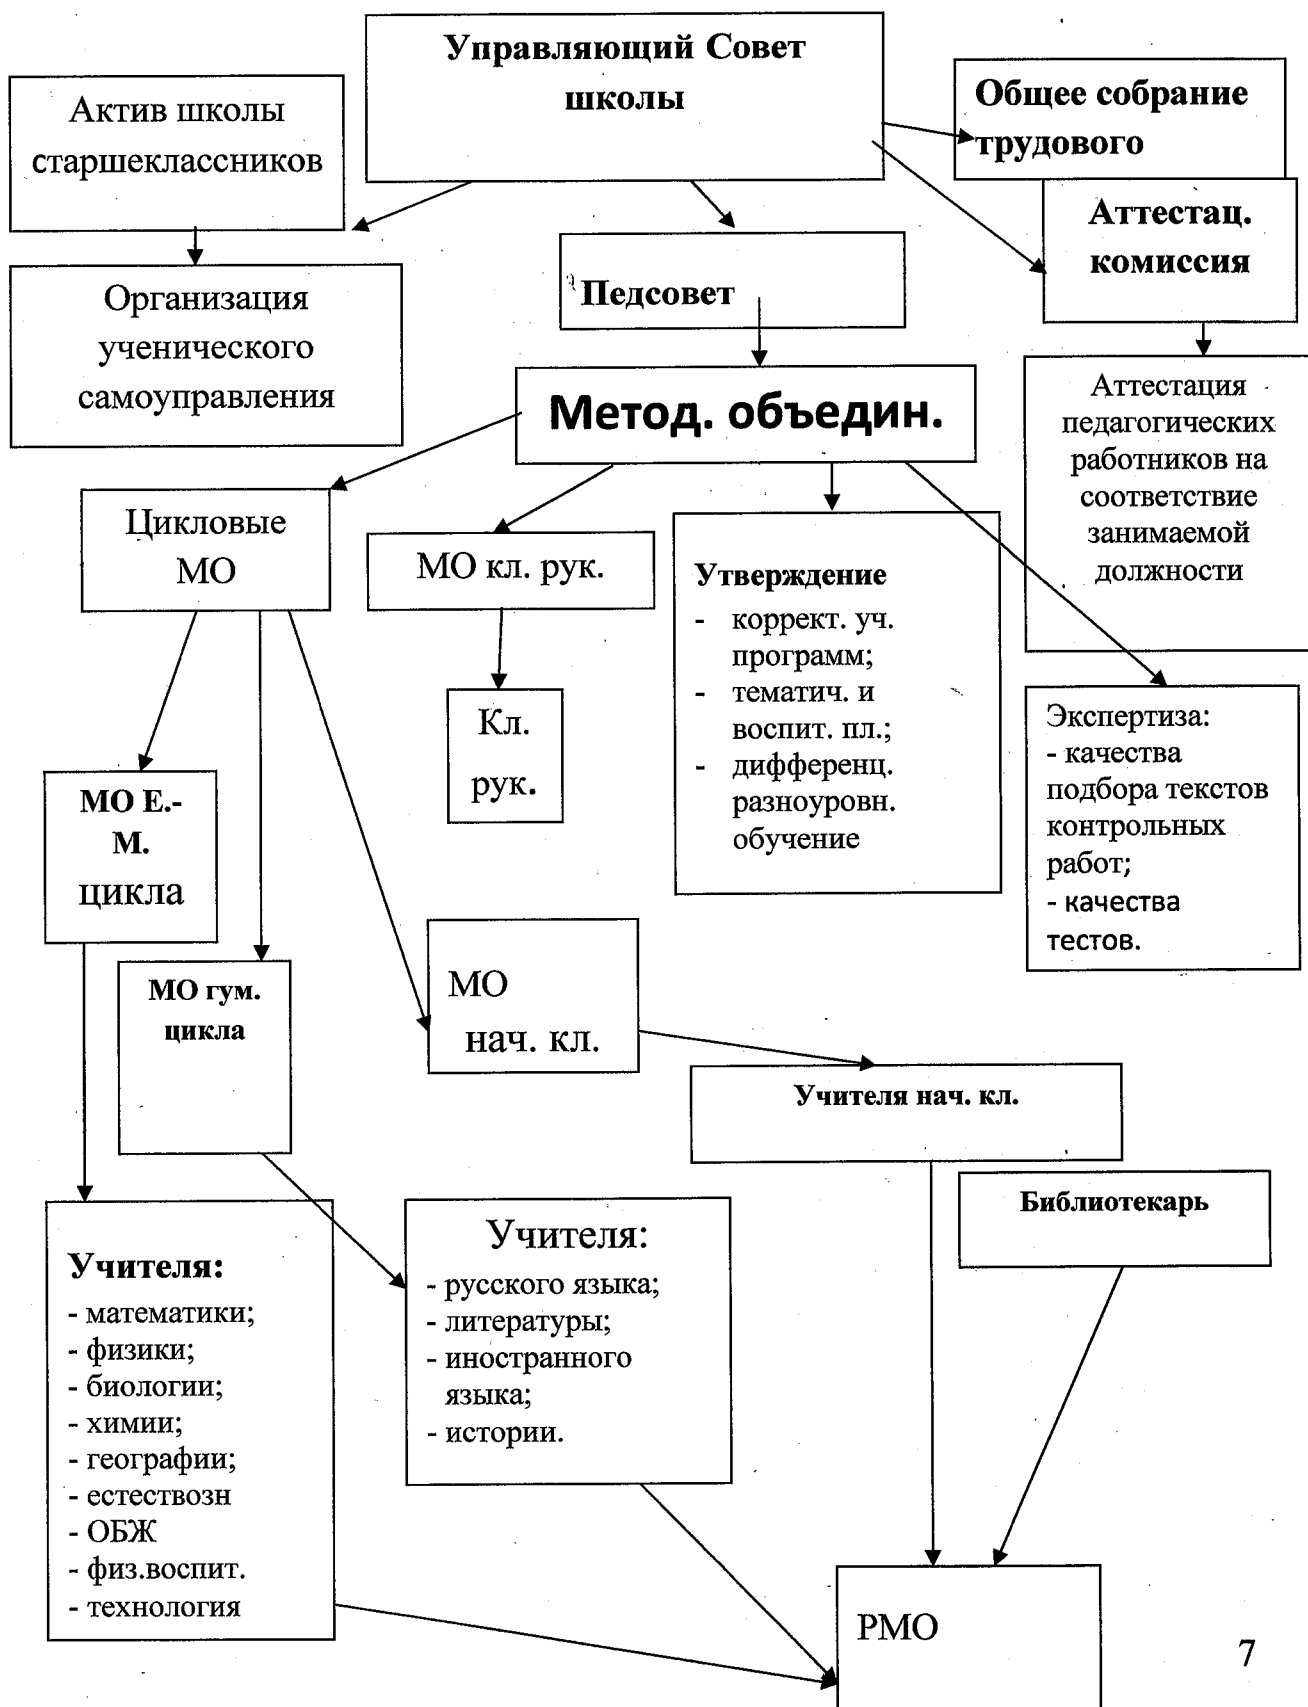 Управляющий Совет
школы
Актив школы
старшеклассников
Общее собрание
трудового
Аттестац.
комиссия
Организация
ученического
самоуправления
Педсовет
Метод. объедин.
Аттестация
педагогических
работников на
соответствие
занимаемой
должности
Цикловые
МО
МО кл. рук.
Утверждение
- коррект. уч.
программ;
- тематич. и
воспит. пл.;
- дифференц.
разноуровн.
обучение
Кл.
рук.
Экспертиза:
- качества
подбора текстов
контрольных
работ;
- качества
тестов.
МО Е.-
М.
цикла
МО гум.
цикла
МО
нач. кл.
Учителя нач. кл.
Библиотекарь
Учителя:
- математики;
- физики;
- биологии;
- химии;
- географии;
- естествозн
- ОБЖ
- физ.воспит.
- технология
Учителя:
- русского языка;
- литературы;
- иностранного
языка;
- истории.
РМО
7